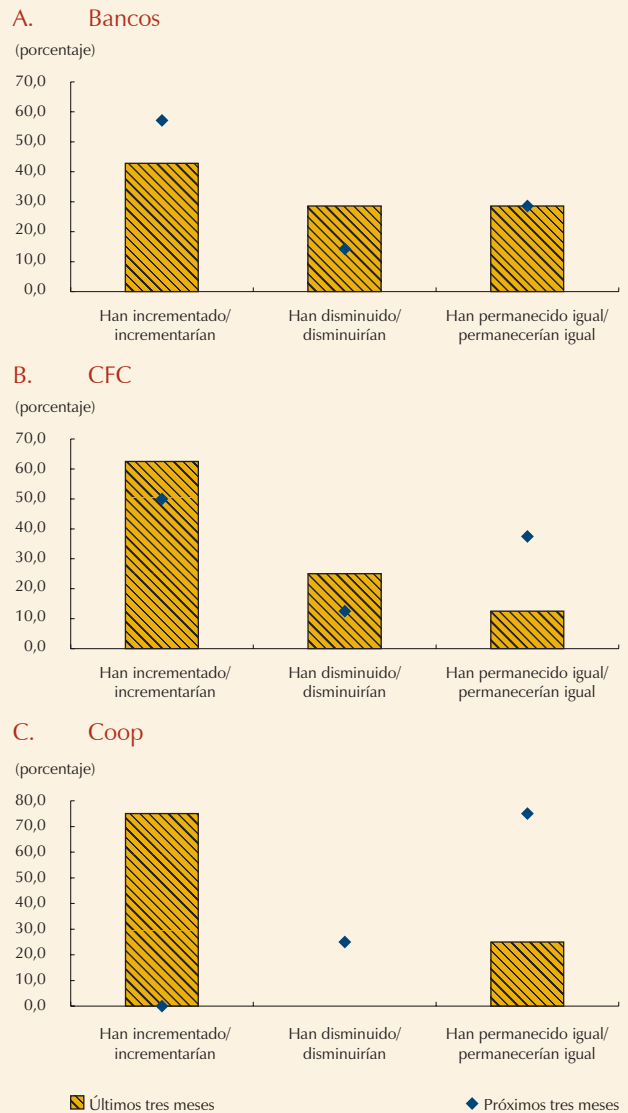 A. Bancos
(porcentaje)
70,0
60,0
50,0
40,0
30,0
20,0
10,0
0,0
Han incrementado/ Han disminuido/ Han permanecido igual/
incrementarían disminuirían permanecerían igual
B. CFC
(porcentaje)
70,0
60,0
50,0
40,0
30,0
20,0
10,0
0,0
Han incrementado/ Han disminuido/ Han permanecido igual/
incrementarían disminuirían permanecerían igual
C. Coop
(porcentaje)
80,0
70,0
60,0
50,0
40,0
30,0
20,0
10,0
0,0
Han incrementado/ Han disminuido/ Han permanecido igual/
incrementarían disminuirían permanecerían igual
Últimos tres meses Próximos tres meses